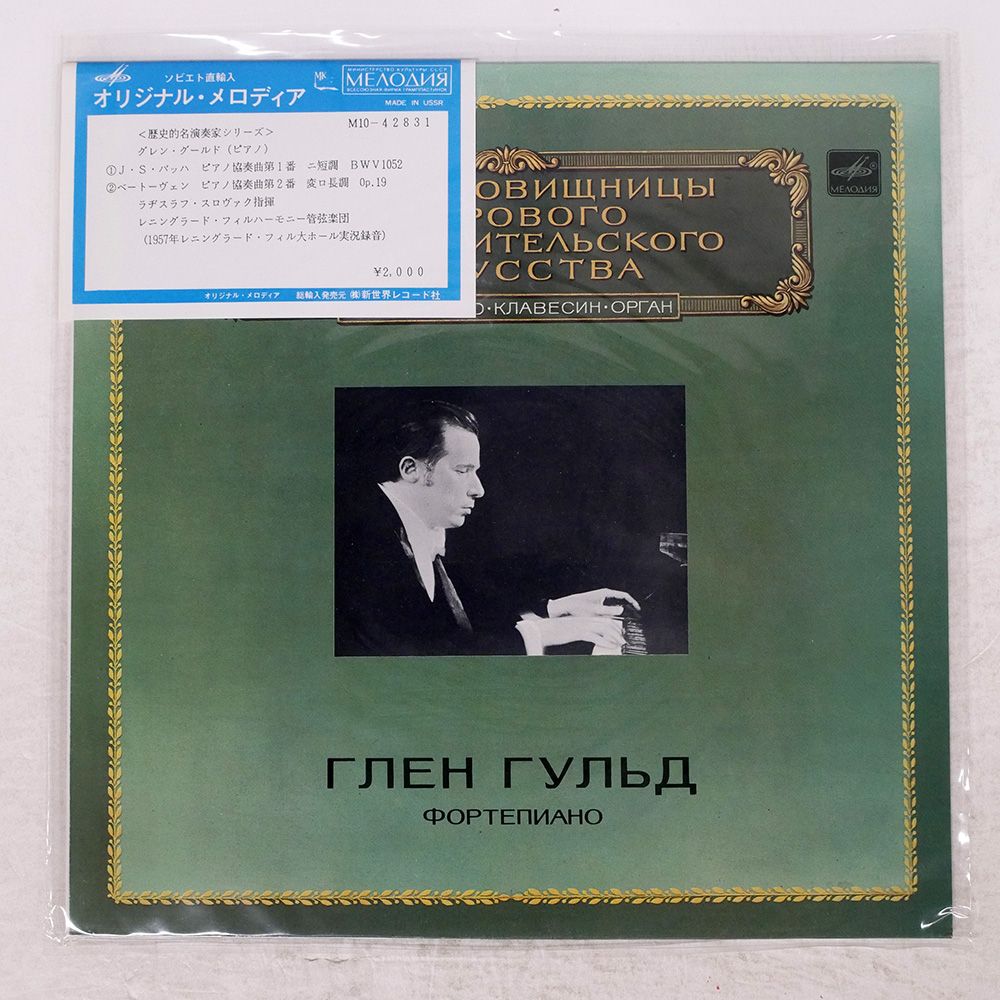 ソビエト直輸入
オリジナル・メロディア
МИНИСТЕРСТВО КУЛЬТУРЫ СССР
МЕЛОДИЯ
ВСЕСОЮЗНАЯ ФИРМА ГРАМПЛАСТИНОК
MADE IN USSR
M10-42831
<歴史的名演奏家シリーズ>
グレン・グールド(ピアノ)
①J・S・バッハ ピアノ協奏曲第1番 ニ短調 BWV1052
②ベートーヴェン ピアノ協奏曲第2番 変ロ長調 Op.19
ラヂスラフ・スロヴァク指揮
レニングラード・フィルハーモニー管弦楽団
(1957年レニングラード・フィル大ホール実況録音)
¥2,000
オリジナル・メロディア 総輸入発売元 ㈱新世界レコード社
ОВИЩНИЦЫ
РОВОГО
ИТЕЛЬСКОГО
УССТВА
О·КЛАВЕСИН·ОРГАН
МЕЛОДИЯ
ГЛЕН ГУЛЬД
ФОРТЕПИАНО